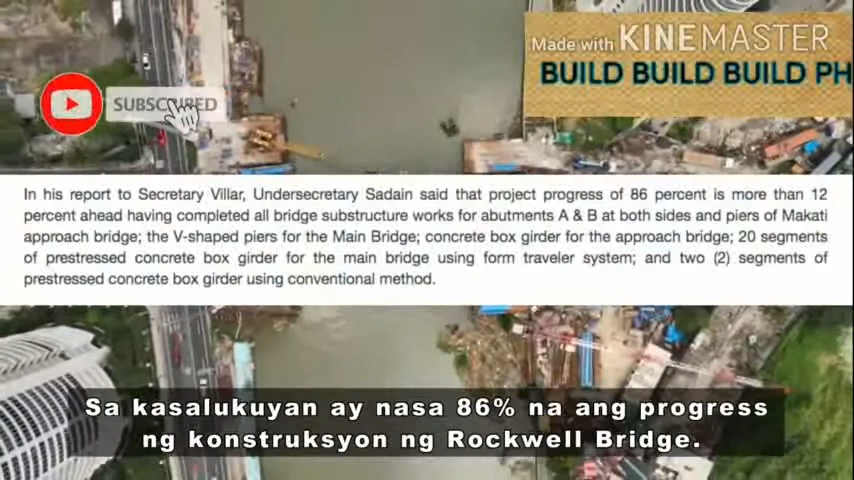 Made with KINEMASTER
BUILD BUILD BUILD PH
SUBSCRIBED
In his report to Secretary Villar, Undersecretary Sadain said that project progress of 86 percent is more than 12
percent ahead having completed all bridge substructure works for abutments A & B at both sides and piers of Makati
approach bridge; the V-shaped piers for the Main Bridge; concrete box girder for the approach bridge; 20 segments
of prestressed concrete box girder for the main bridge using form traveler system; and two (2) segments of
prestressed concrete box girder using conventional method.
Sa kasalukuyan ay nasa 86% na ang progress
ng konstruksyon ng Rockwell Bridge.